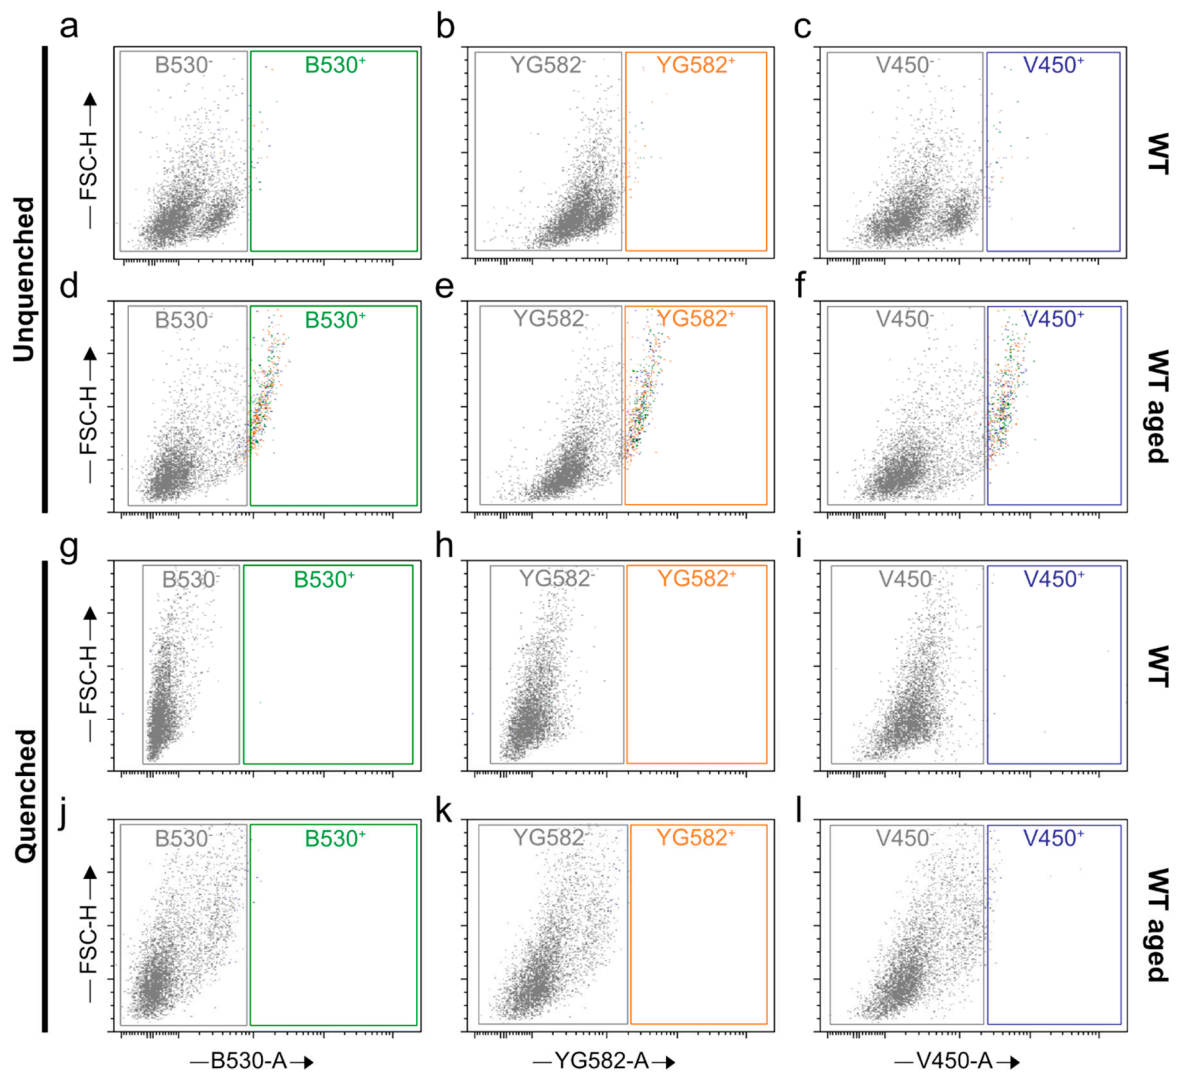 a b c
B530⁻ B530⁺ YG582⁻ YG582⁺ V450⁻ V450⁺
— FSC-H
WT
Unquenched
d e f
B530⁻ B530⁺ YG582⁻ YG582⁺ V450⁻ V450⁺
— FSC-H
WT aged
g h i
B530⁻ B530⁺ YG582⁻ YG582⁺ V450⁻ V450⁺
— FSC-H
WT
Quenched
j k l
B530⁻ B530⁺ YG582⁻ YG582⁺ V450⁻ V450⁺
— FSC-H
WT aged
—B530-A→ —YG582-A→ —V450-A→